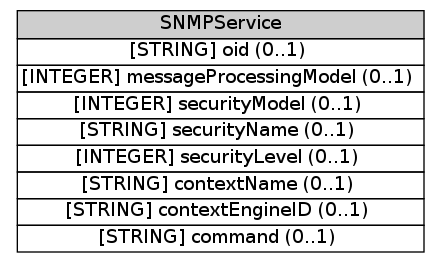 SNMPService
[STRING] oid (0..1)
[INTEGER] messageProcessingModel (0..1)
[INTEGER] securityModel (0..1)
[STRING] securityName (0..1)
[INTEGER] securityLevel (0..1)
[STRING] contextName (0..1)
[STRING] contextEngineID (0..1)
[STRING] command (0..1)